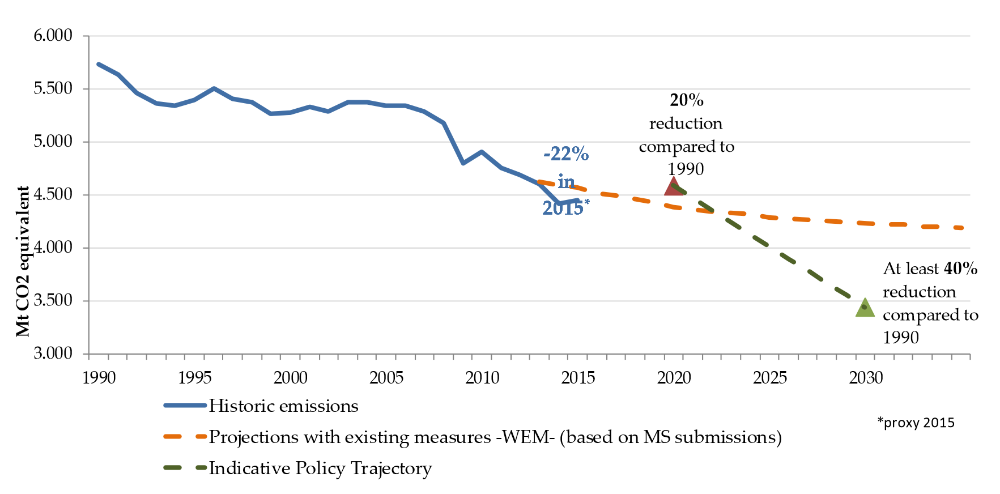 6.000
5.500
5.000
4.500
4.000
3.500
3.000
Mt CO2 equivalent
1990 1995 2000 2005 2010 2015 2020 2025 2030
-22%
in
2015*
20%
reduction
compared to
1990
At least 40%
reduction
compared to
1990
Historic emissions
Projections with existing measures -WEM- (based on MS submissions)
Indicative Policy Trajectory
*proxy 2015